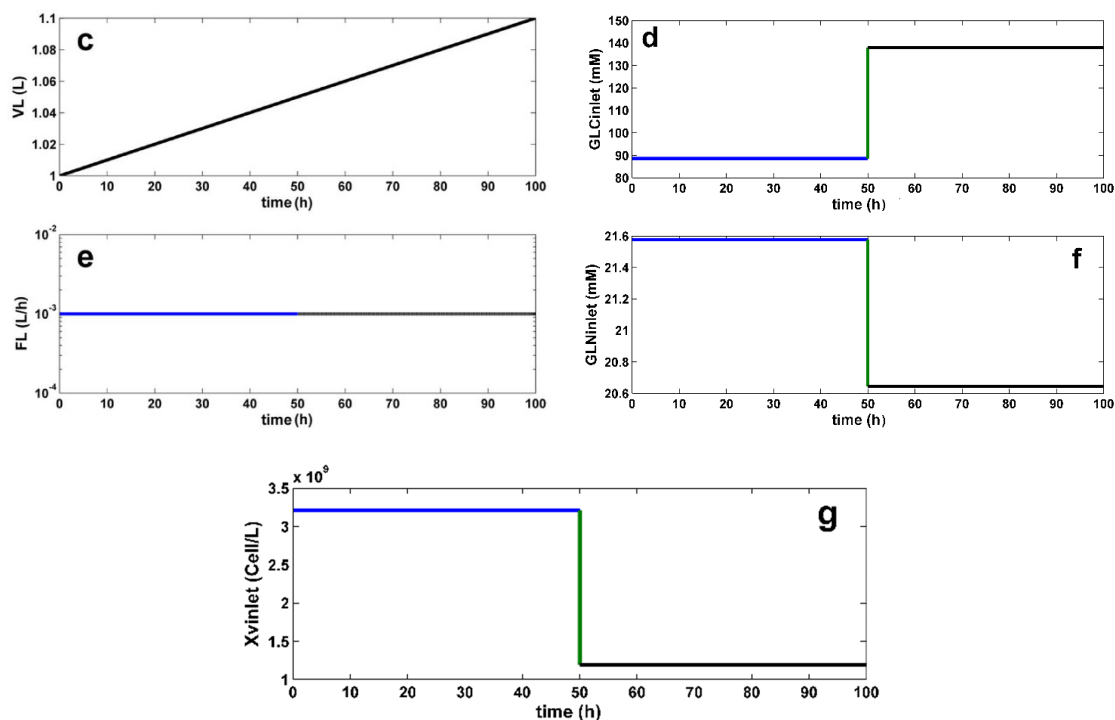 c
VL (L)
1.1
1.08
1.06
1.04
1.02
1
0 10 20 30 40 50 60 70 80 90 100
time (h)
d
GLCinlet (mM)
150
140
130
120
110
100
90
80
0 10 20 30 40 50 60 70 80 90 100
time (h)
e
FL (L/h)
10^-2
10^-3
10^-4
0 10 20 30 40 50 60 70 80 90 100
time (h)
f
GLNinlet (mM)
21.6
21.4
21.2
21
20.8
20.6
0 10 20 30 40 50 60 70 80 90 100
time (h)
g
x 10^9
Xvinlet (Cell/L)
3.5
3
2.5
2
1.5
1
0 10 20 30 40 50 60 70 80 90 100
time (h)